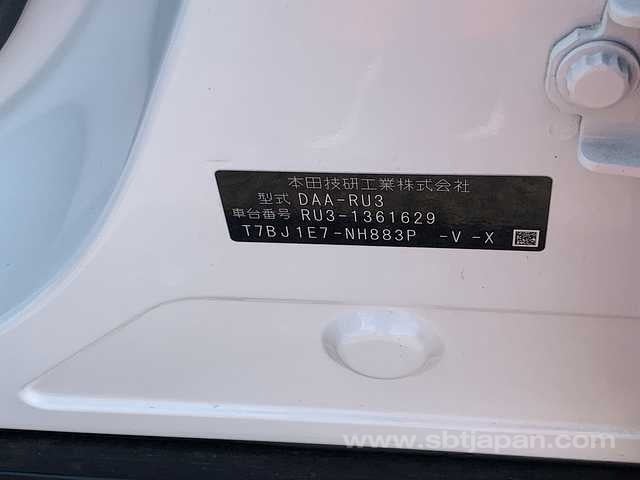 本田技研工業株式会社
型式 DAA-RU3
車台番号 RU3-1361629
T7BJ1E7-NH883P -V -X
www.sbtjapan.com